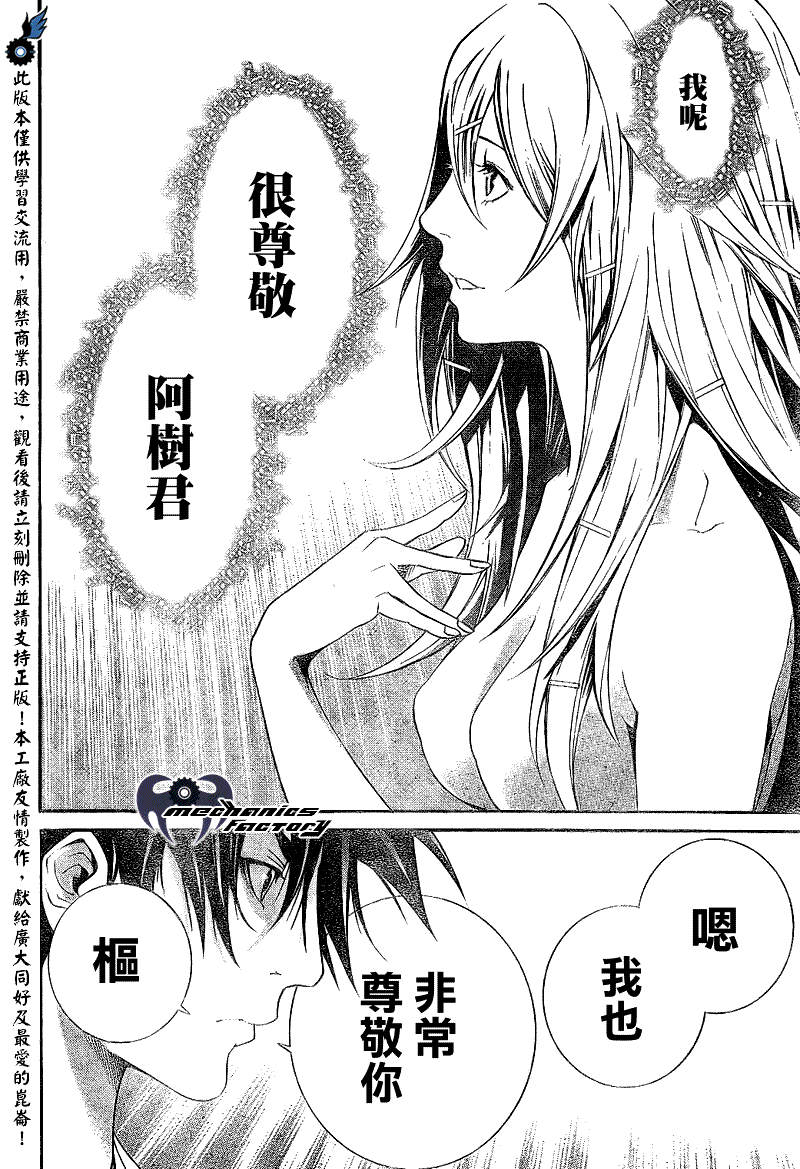 我呢
很尊敬
阿樹君
嗯
我也
非常
尊敬你
樞
mechanics
factory
此版本僅供學習交流用，嚴禁商業用途，觀看後請立刻刪除並請支持正版！本工廠友情製作，獻給廣大同好及最愛的崑崙！